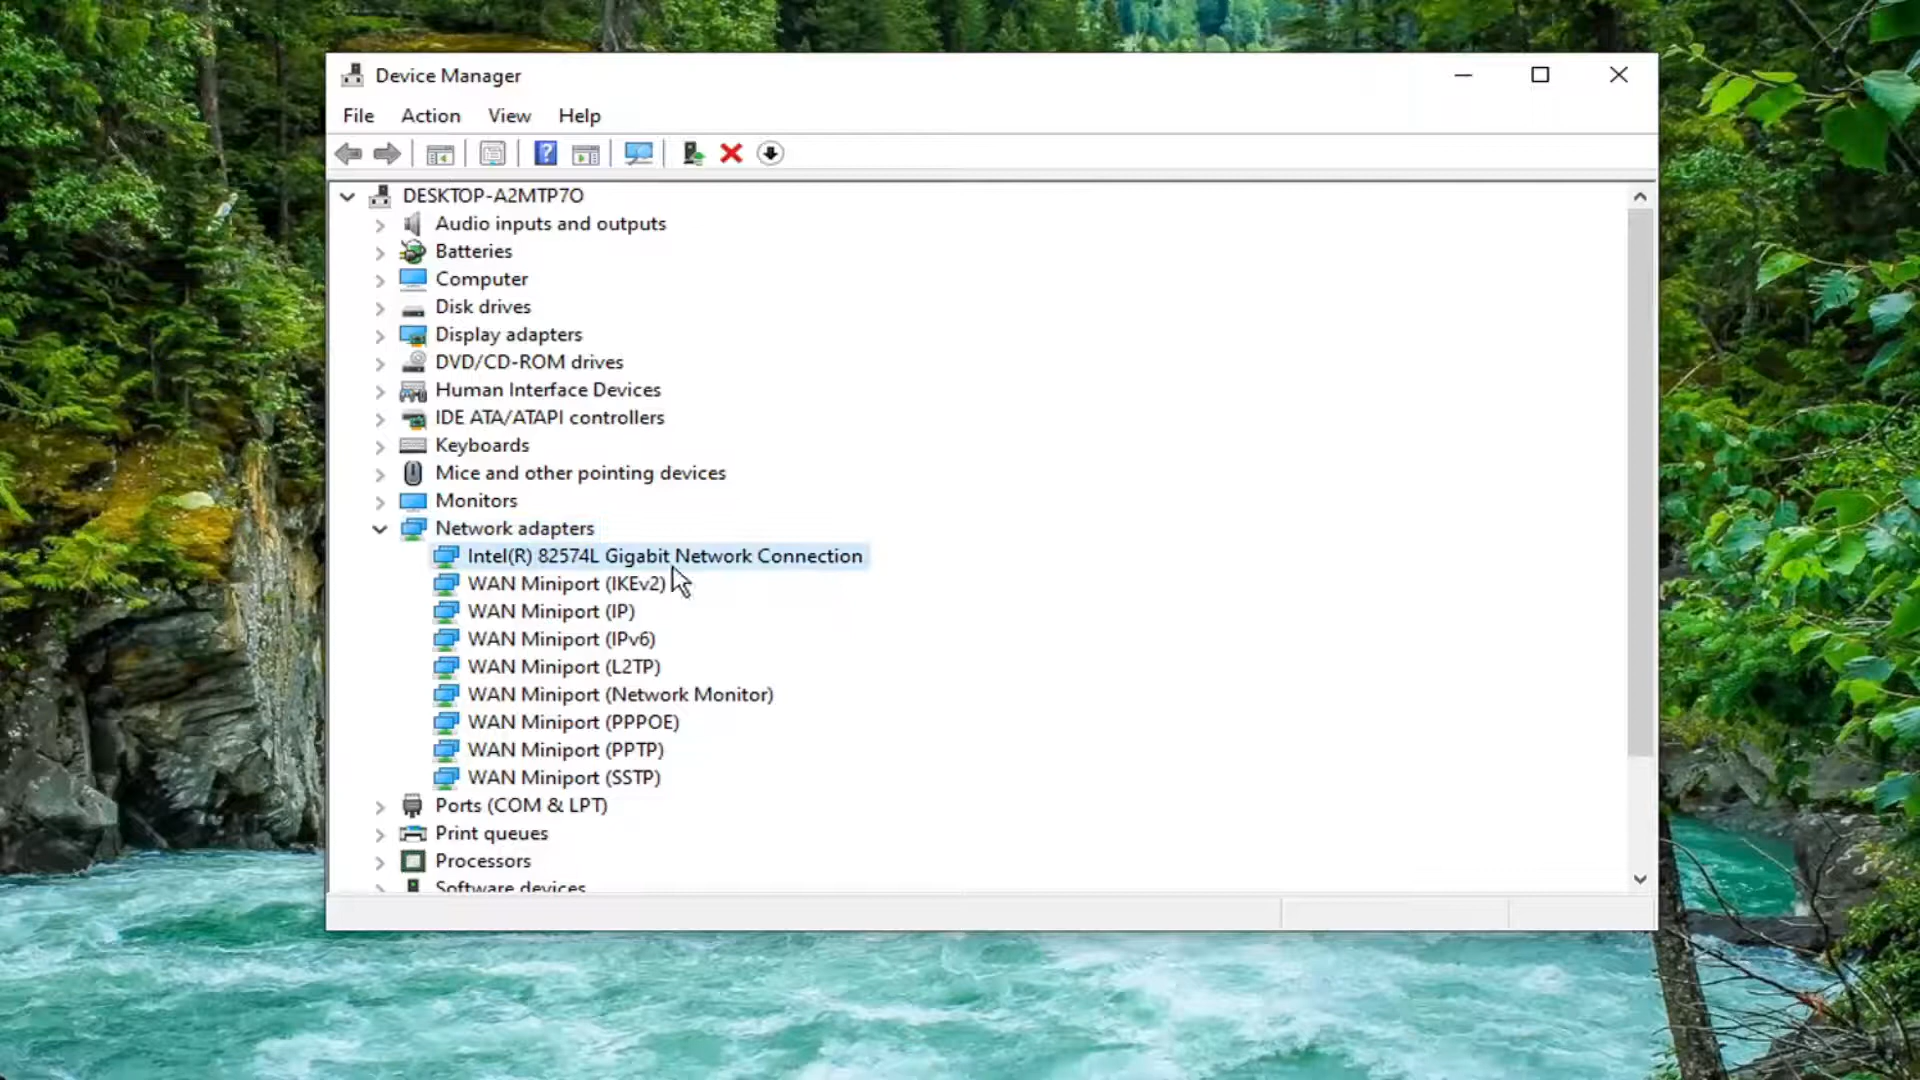 Device Manager
File Action View Help
?
DESKTOP-A2MTP7O
Audio inputs and outputs
Batteries
Computer
Disk drives
Display adapters
DVD/CD-ROM drives
Human Interface Devices
IDE ATA/ATAPI controllers
Keyboards
Mice and other pointing devices
Monitors
Network adapters
Intel(R) 82574L Gigabit Network Connection
WAN Miniport (IKEv2)
WAN Miniport (IP)
WAN Miniport (IPv6)
WAN Miniport (L2TP)
WAN Miniport (Network Monitor)
WAN Miniport (PPPOE)
WAN Miniport (PPTP)
WAN Miniport (SSTP)
Ports (COM & LPT)
Print queues
Processors
Software devices